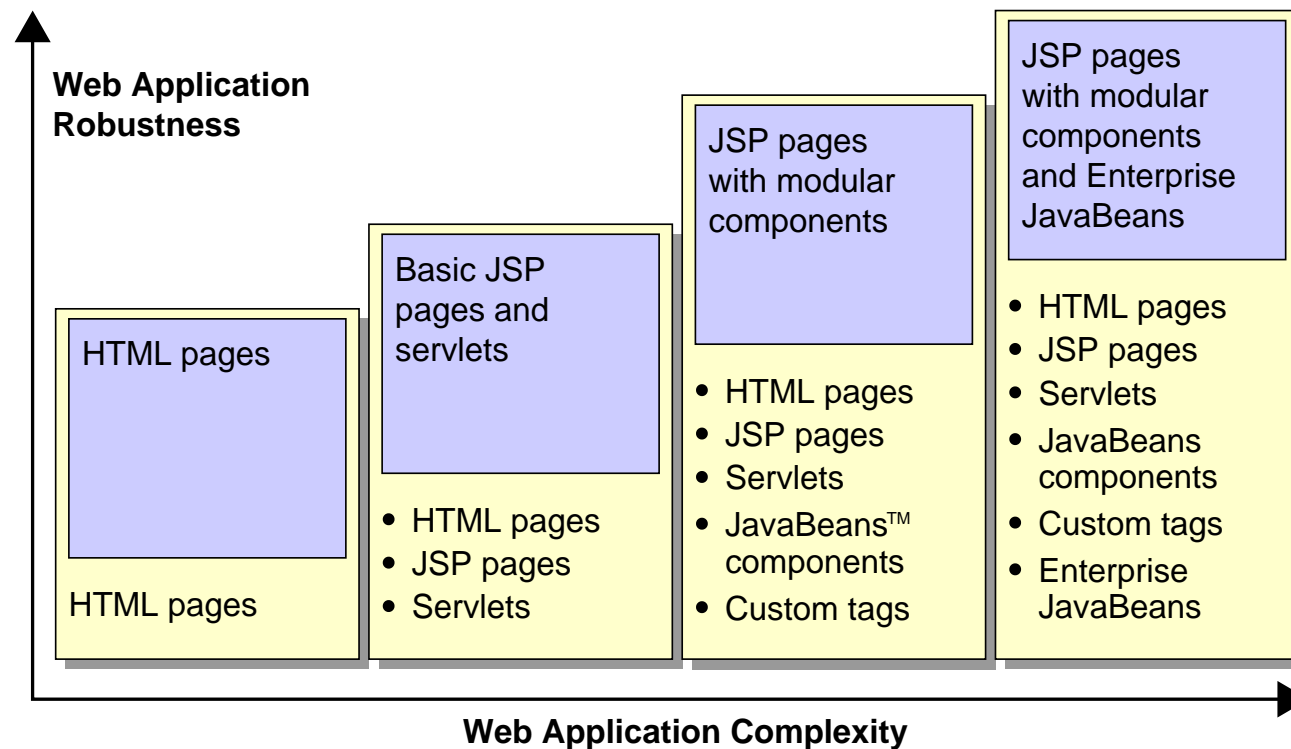 Web Application
Robustness
HTML pages
HTML pages
Basic JSP
pages and
servlets
• HTML pages
• JSP pages
• Servlets
JSP pages
with modular
components
• HTML pages
• JSP pages
• Servlets
• JavaBeans™
components
• Custom tags
JSP pages
with modular
components
and Enterprise
JavaBeans
• HTML pages
• JSP pages
• Servlets
• JavaBeans
components
• Custom tags
• Enterprise
JavaBeans
Web Application Complexity